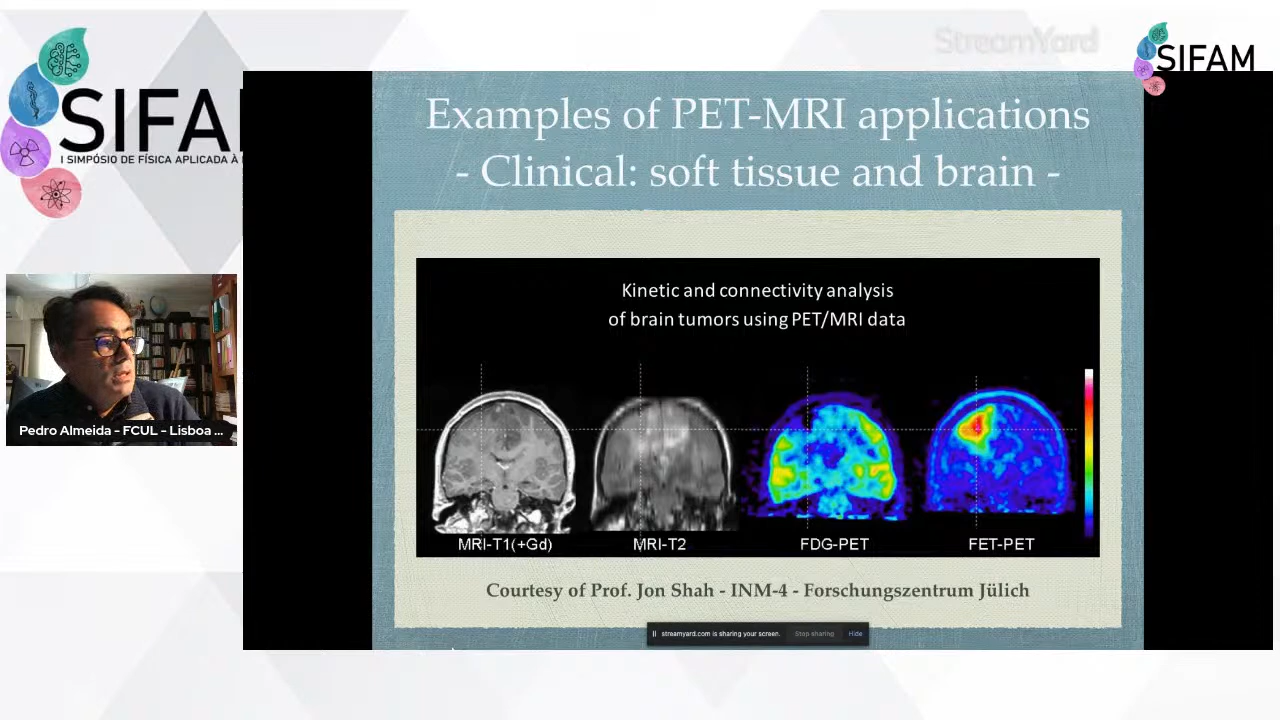 StreamYard
SIFAM
SIFA
I SIMPÓSIO DE FÍSICA APLICADA À
Examples of PET-MRI applications
- Clinical: soft tissue and brain -
Kinetic and connectivity analysis
of brain tumors using PET/MRI data
Pedro Almeida - FCUL - Lisboa ...
MRI-T1(+Gd) MRI-T2 FDG-PET FET-PET
Courtesy of Prof. Jon Shah - INM-4 - Forschungszentrum Jülich
streamyard.com is sharing your screen. Stop sharing Hide